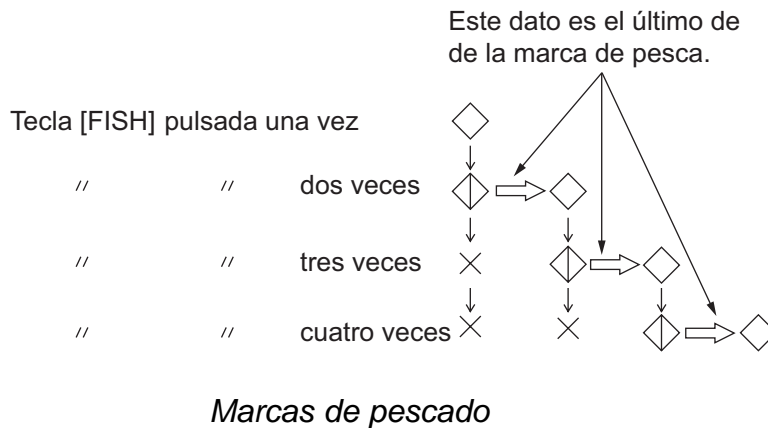 Este dato es el último de
de la marca de pesca.
Tecla [FISH] pulsada una vez
〃 〃 dos veces
〃 〃 tres veces
〃 〃 cuatro veces
Marcas de pescado